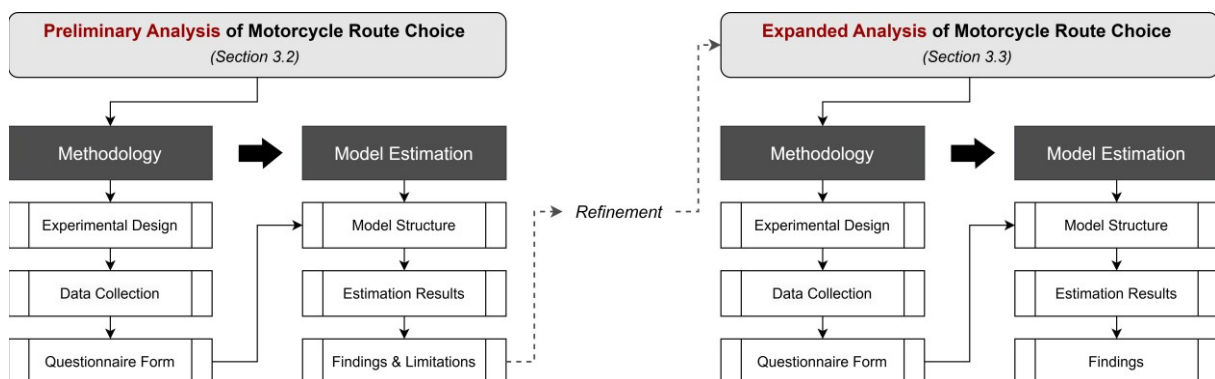 Preliminary Analysis of Motorcycle Route Choice
(Section 3.2)
Methodology
Experimental Design
Data Collection
Questionnaire Form
Model Estimation
Model Structure
Estimation Results
Findings & Limitations
Refinement
Expanded Analysis of Motorcycle Route Choice
(Section 3.3)
Methodology
Experimental Design
Data Collection
Questionnaire Form
Model Estimation
Model Structure
Estimation Results
Findings